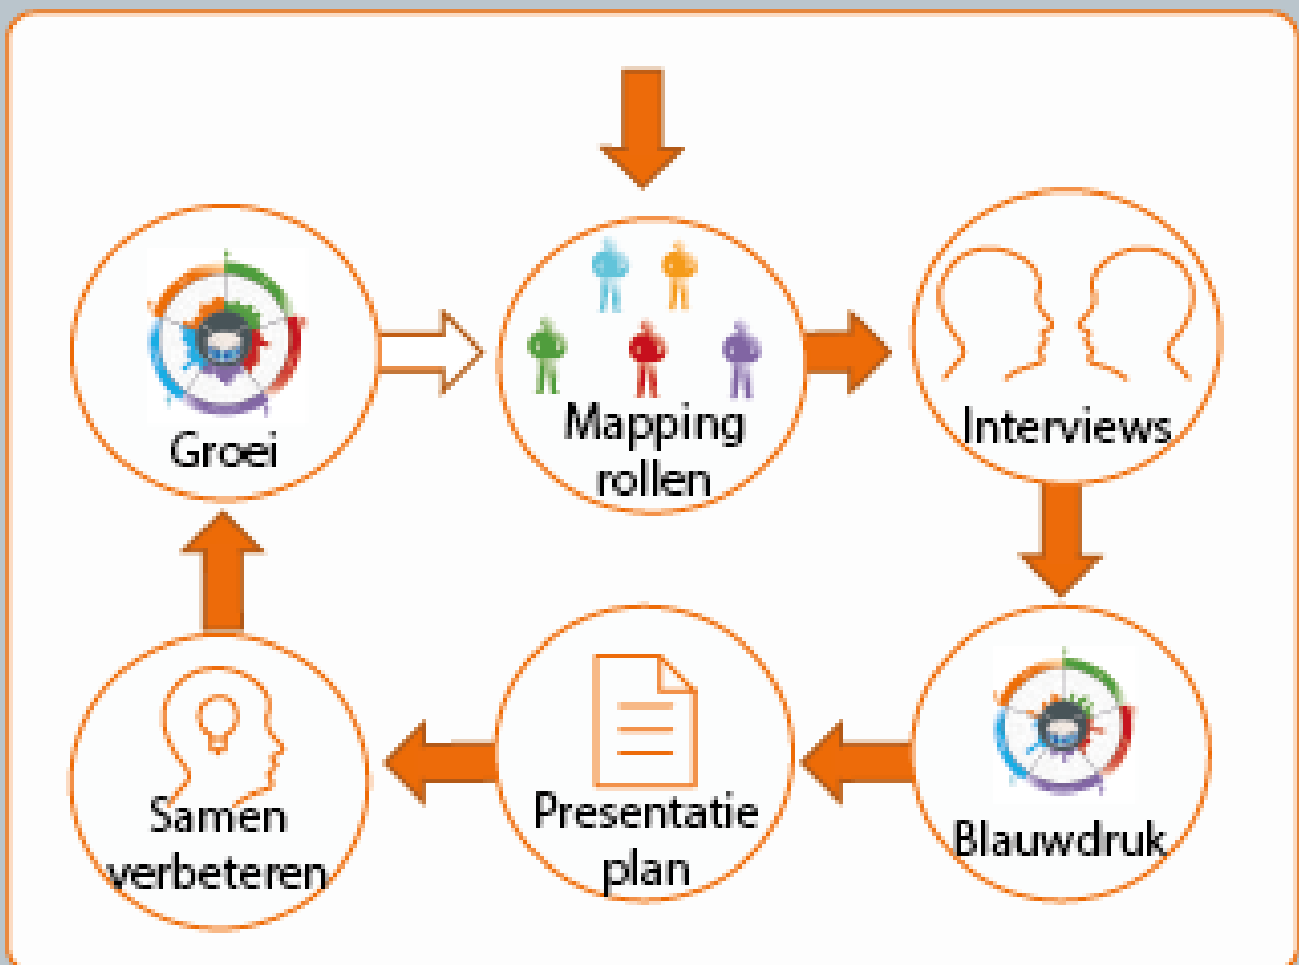 Groei
Mapping
rollen
Interviews
Samen
verbeteren
Presentatie
plan
Blauwdruk